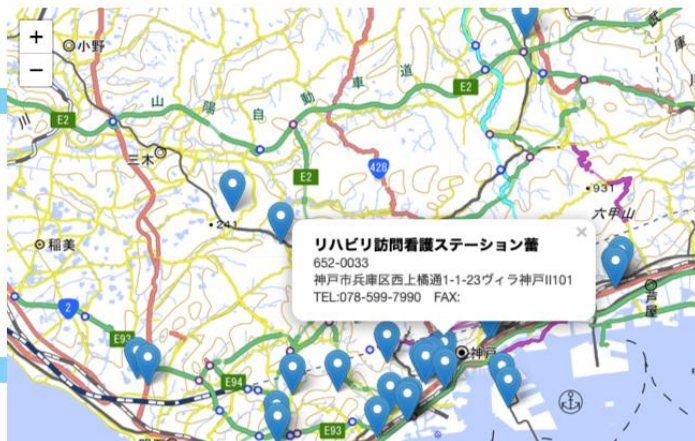 +
小野
−
山陽自動車道
E2
E2
三木
E2
428
931
六甲山
241
稲美
リハビリ訪問看護ステーション蕾
×
652-0033
神戸市兵庫区西上橘通1-1-23ヴィラ神戸II101
TEL:078-599-7990 FAX:
芦屋
2
E93
神戸
E94
E93